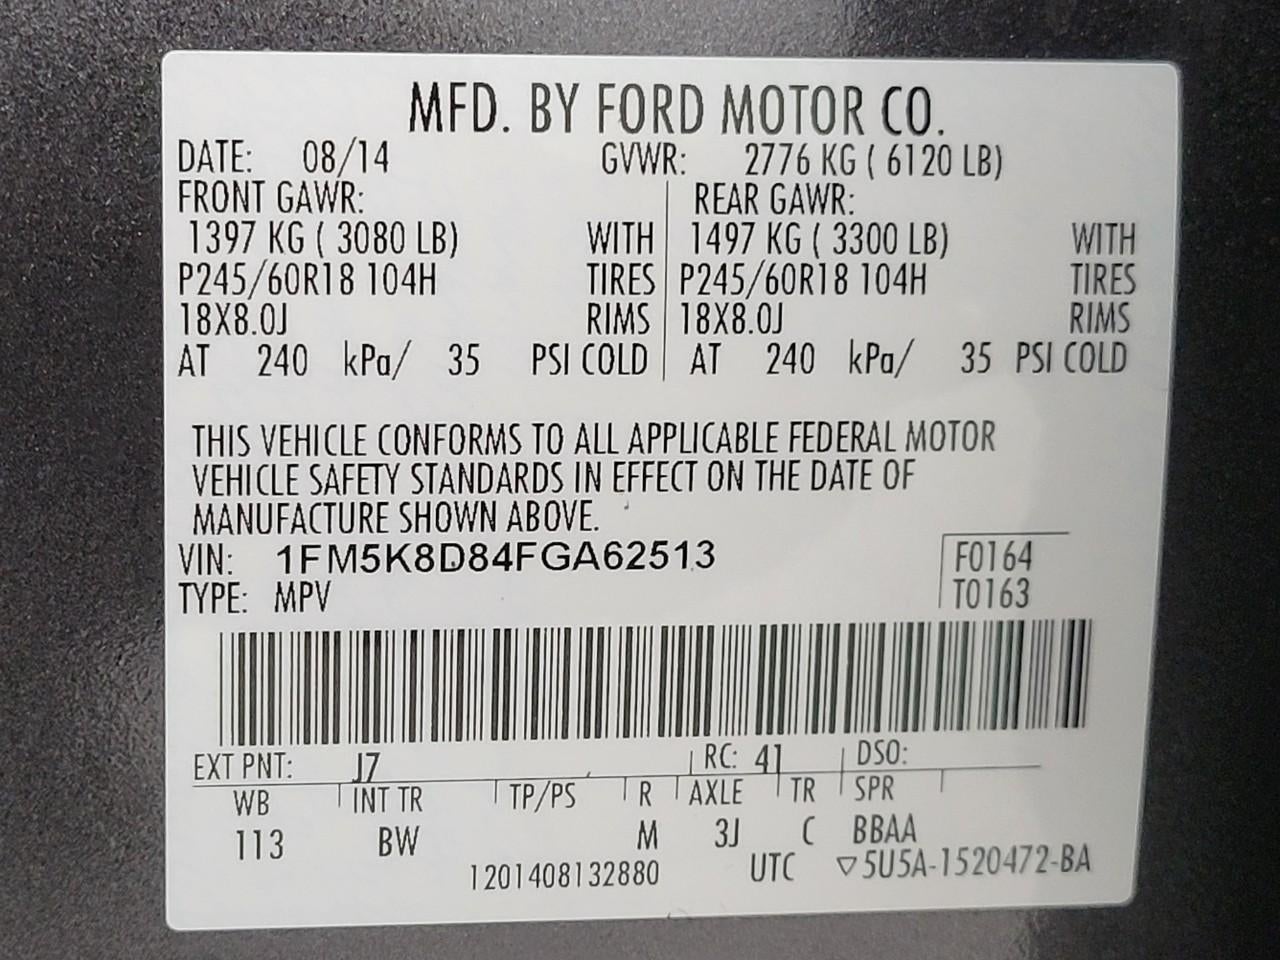 MFD. BY FORD MOTOR CO.
DATE: 08/14 GVWR: 2776 KG ( 6120 LB)
FRONT GAWR: REAR GAWR:
1397 KG ( 3080 LB) WITH 1497 KG ( 3300 LB) WITH
P245/60R18 104H TIRES P245/60R18 104H TIRES
18X8.0J RIMS 18X8.0J RIMS
AT 240 kPa/ 35 PSI COLD AT 240 kPa/ 35 PSI COLD
THIS VEHICLE CONFORMS TO ALL APPLICABLE FEDERAL MOTOR
VEHICLE SAFETY STANDARDS IN EFFECT ON THE DATE OF
MANUFACTURE SHOWN ABOVE.
VIN: 1FM5K8D84FGA62513 F0164
TYPE: MPV T0163
EXT PNT: J7 RC: 41 DSO:
WB INT TR TP/PS R AXLE TR SPR
113 BW M 3J C BBAA
1201408132880 UTC ▽5U5A-1520472-BA